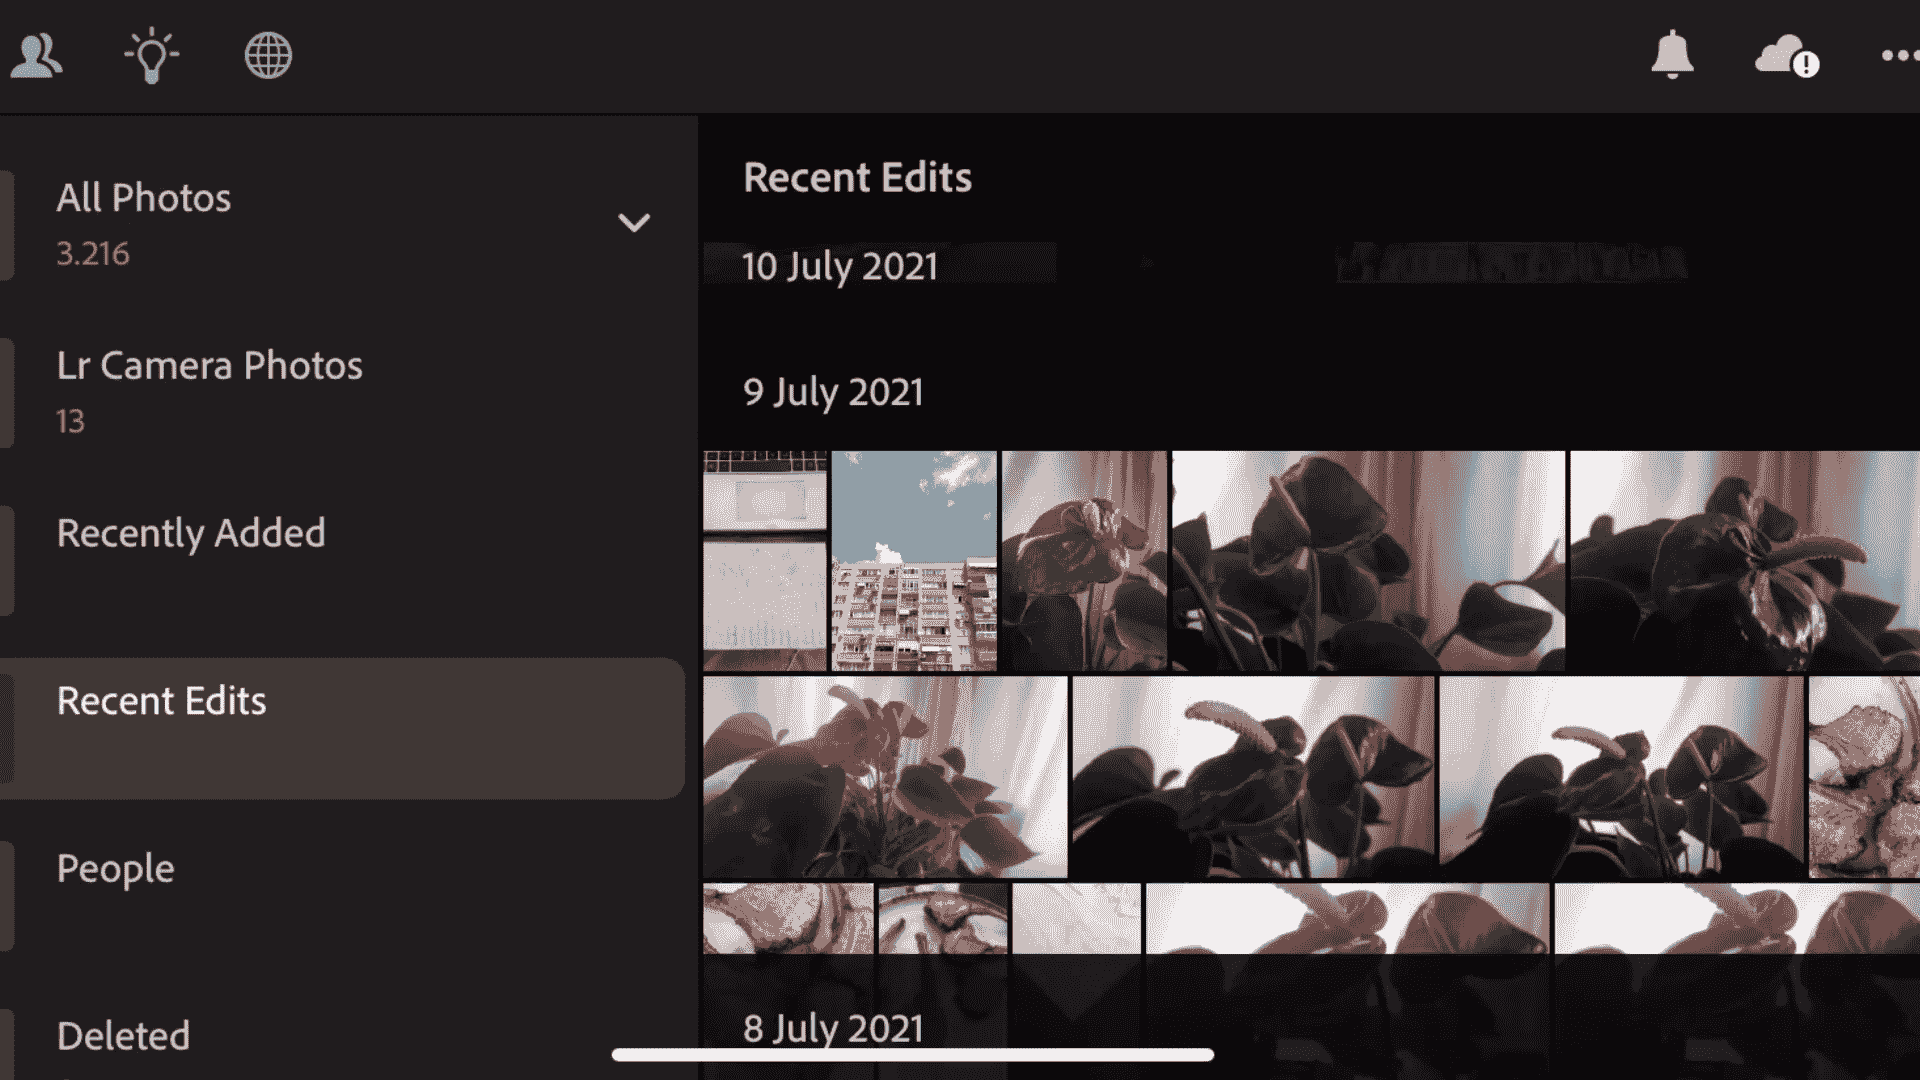 All Photos
3.216
Lr Camera Photos
13
Recently Added
Recent Edits
People
Deleted
Recent Edits
10 July 2021
9 July 2021
8 July 2021